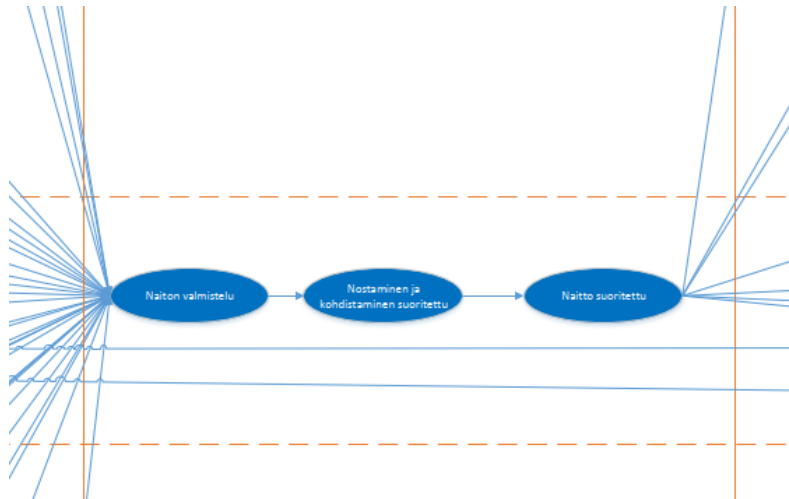 Naiton valmistelu
Nostaminen ja
kohdistaminen suoritettu
Naitto suoritettu